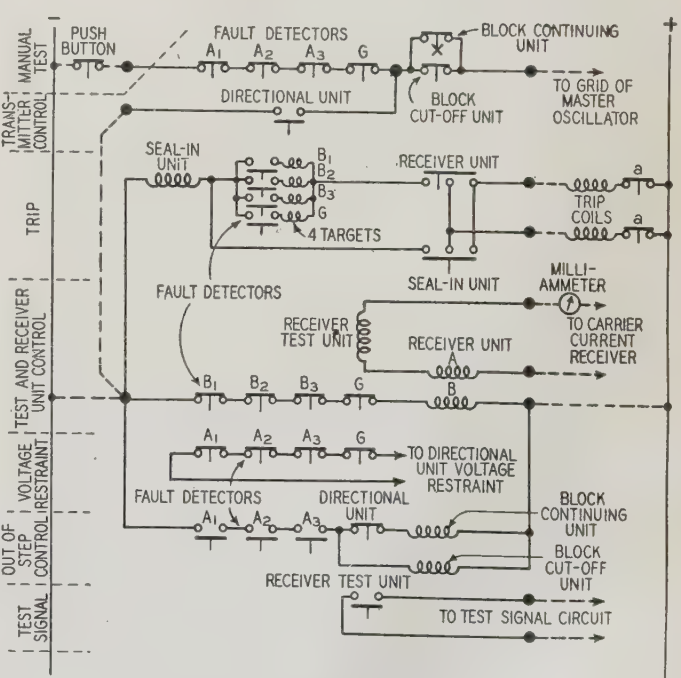 −
+
MANUAL
TEST
PUSH
BUTTON
FAULT DETECTORS
A1 A2 A3 G
BLOCK CONTINUING
UNIT
X
BLOCK
CUT-OFF UNIT
TO GRID OF
MASTER
OSCILLATOR
TRANS-
MITTER
CONTROL
DIRECTIONAL UNIT
TRIP
SEAL-IN
UNIT
B1
B2
B3
G
4 TARGETS
RECEIVER UNIT
a
TRIP
COILS
a
SEAL-IN UNIT
FAULT DETECTORS
MILLI-
AMMETER
TO CARRIER
CURRENT
RECEIVER
RECEIVER
TEST UNIT
RECEIVER UNIT
A
B
TEST AND RECEIVER
UNIT CONTROL
B1 B2 B3 G
VOLTAGE
RESTRAINT
A1 A2 A3 G
TO DIRECTIONAL
UNIT VOLTAGE
RESTRAINT
FAULT DETECTORS
OUT OF
STEP
CONTROL
A1 A2 A3
DIRECTIONAL
UNIT
BLOCK
CONTINUING
UNIT
BLOCK
CUT-OFF
UNIT
TEST
SIGNAL
RECEIVER TEST UNIT
TO TEST SIGNAL CIRCUIT